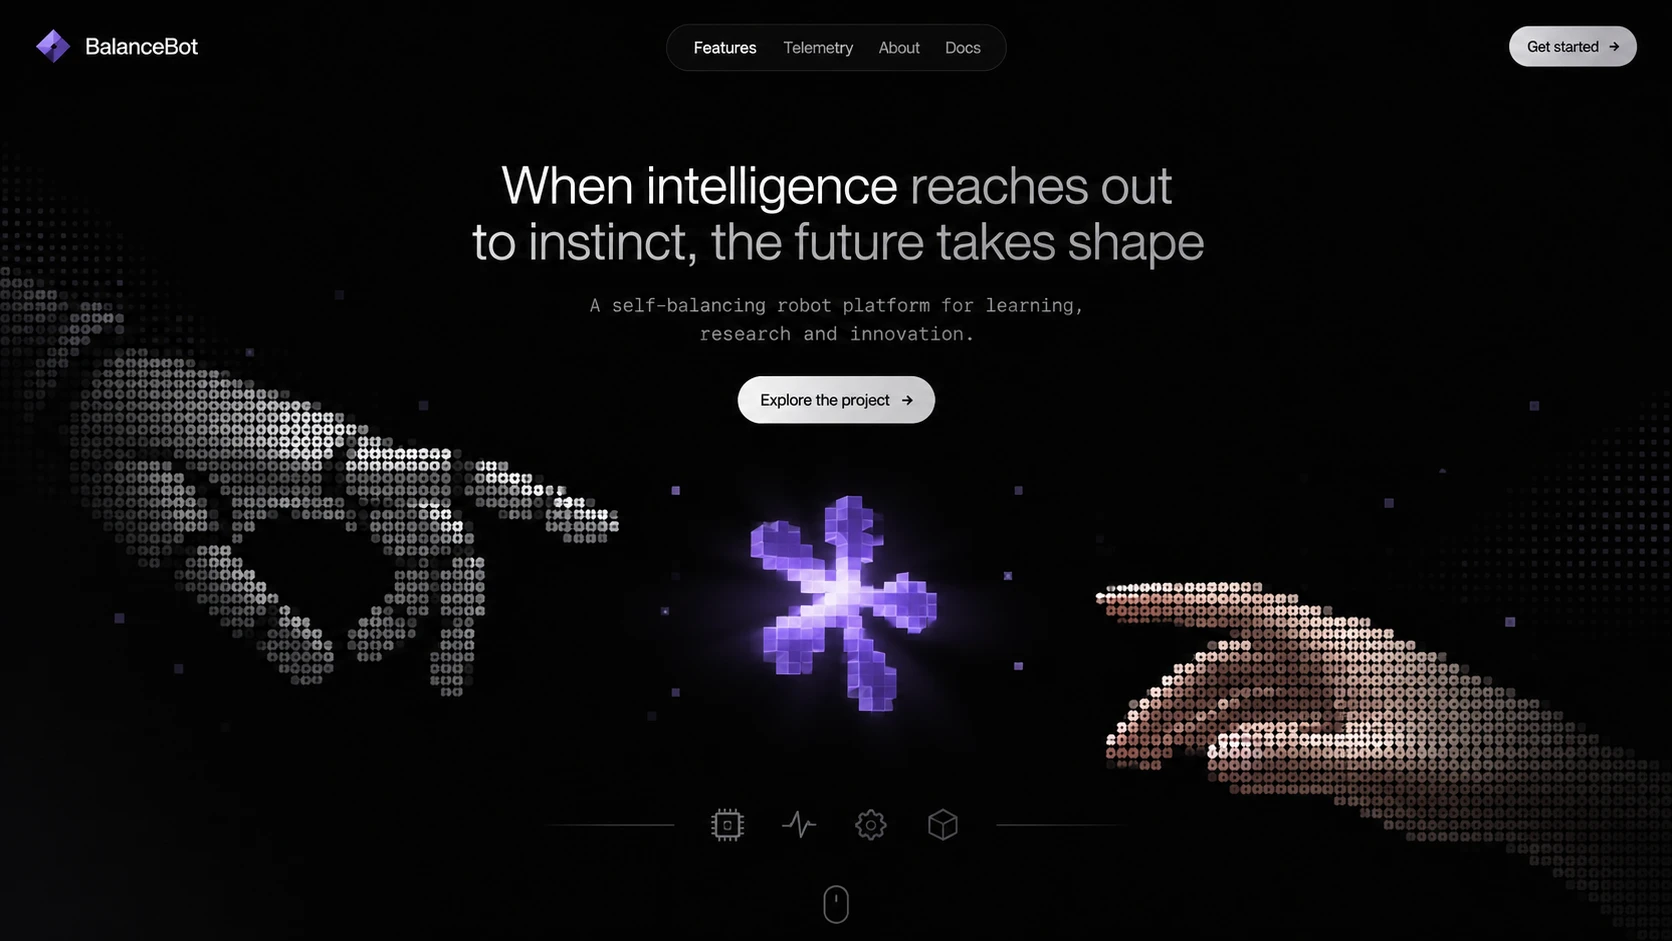 BalanceBot
Features Telemetry About Docs
Get started →
When intelligence reaches out
to instinct, the future takes shape
A self-balancing robot platform for learning,
research and innovation.
Explore the project →